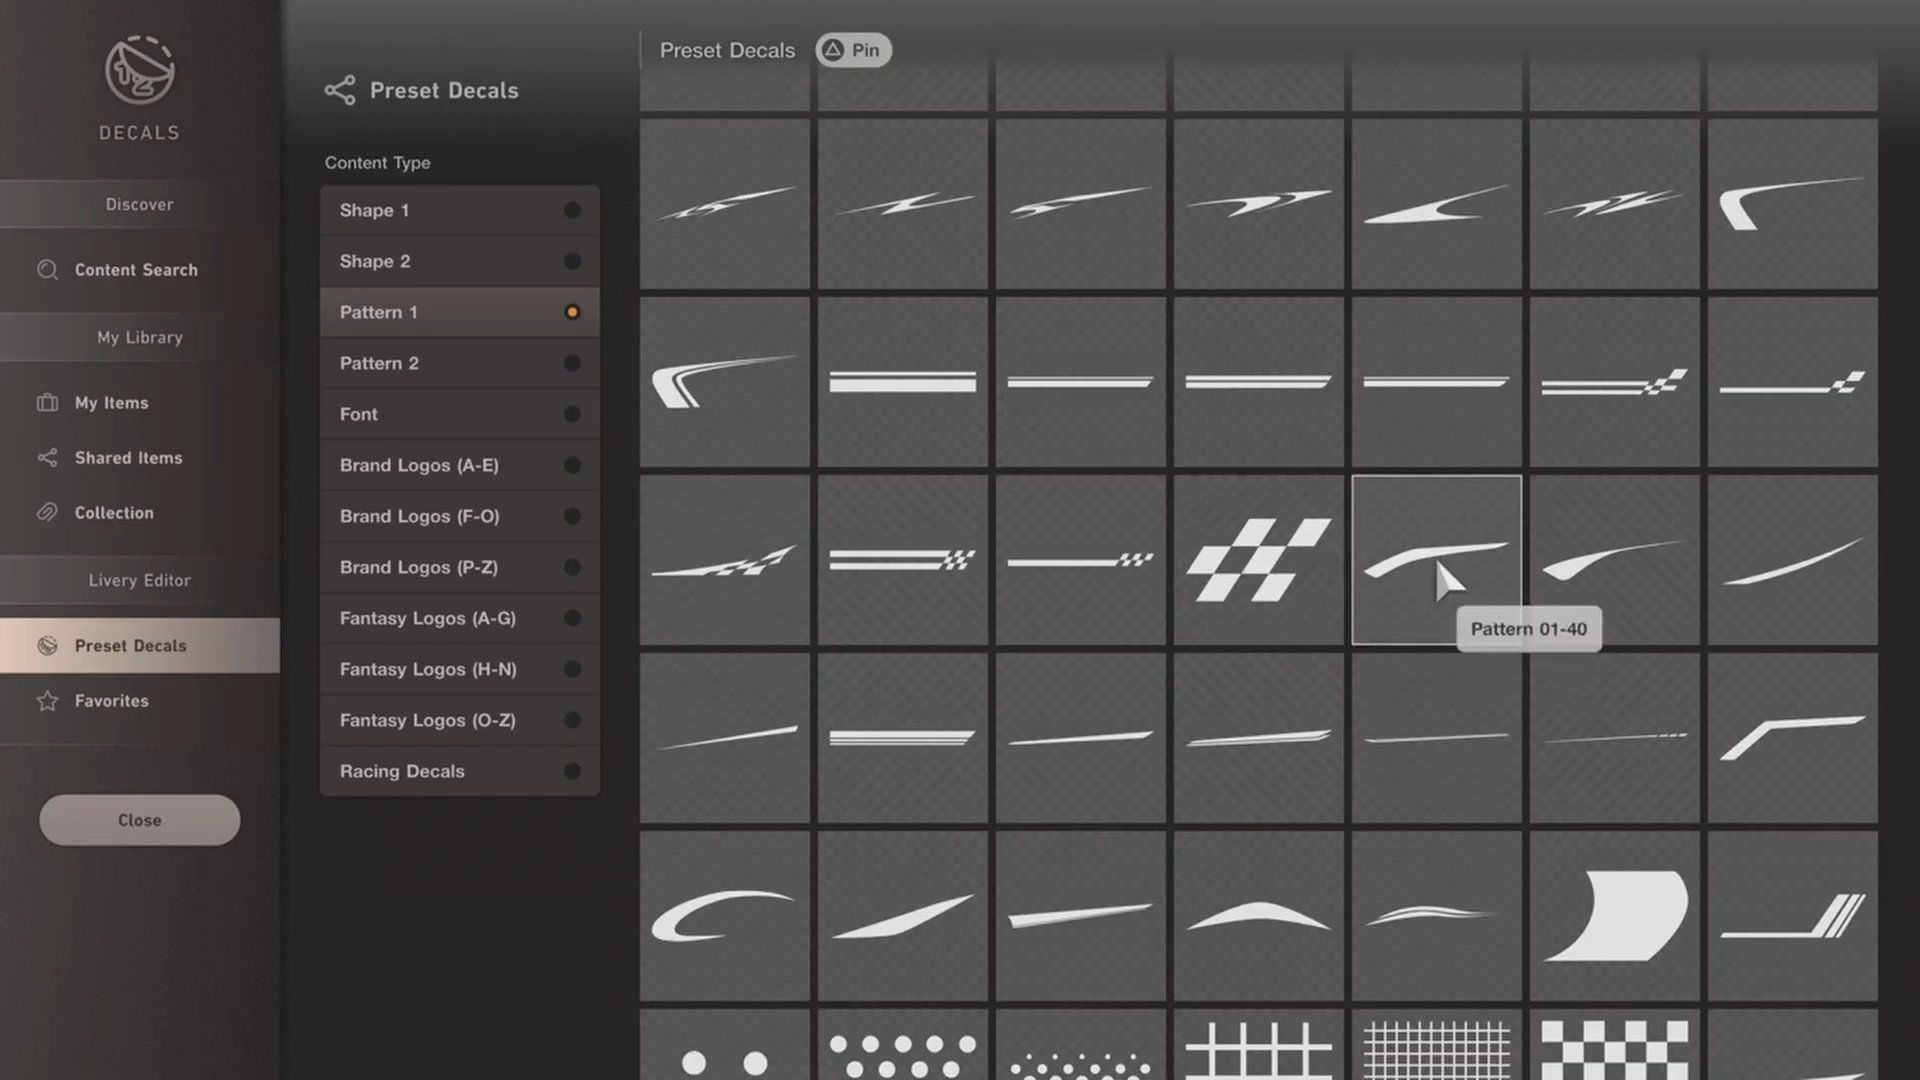 DECALS
Discover
Content Search
My Library
My Items
Shared Items
Collection
Livery Editor
Preset Decals
Favorites
Close
Preset Decals
Content Type
Shape 1
Shape 2
Pattern 1
Pattern 2
Font
Brand Logos (A-E)
Brand Logos (F-O)
Brand Logos (P-Z)
Fantasy Logos (A-G)
Fantasy Logos (H-N)
Fantasy Logos (O-Z)
Racing Decals
Preset Decals Pin
Pattern 01-40